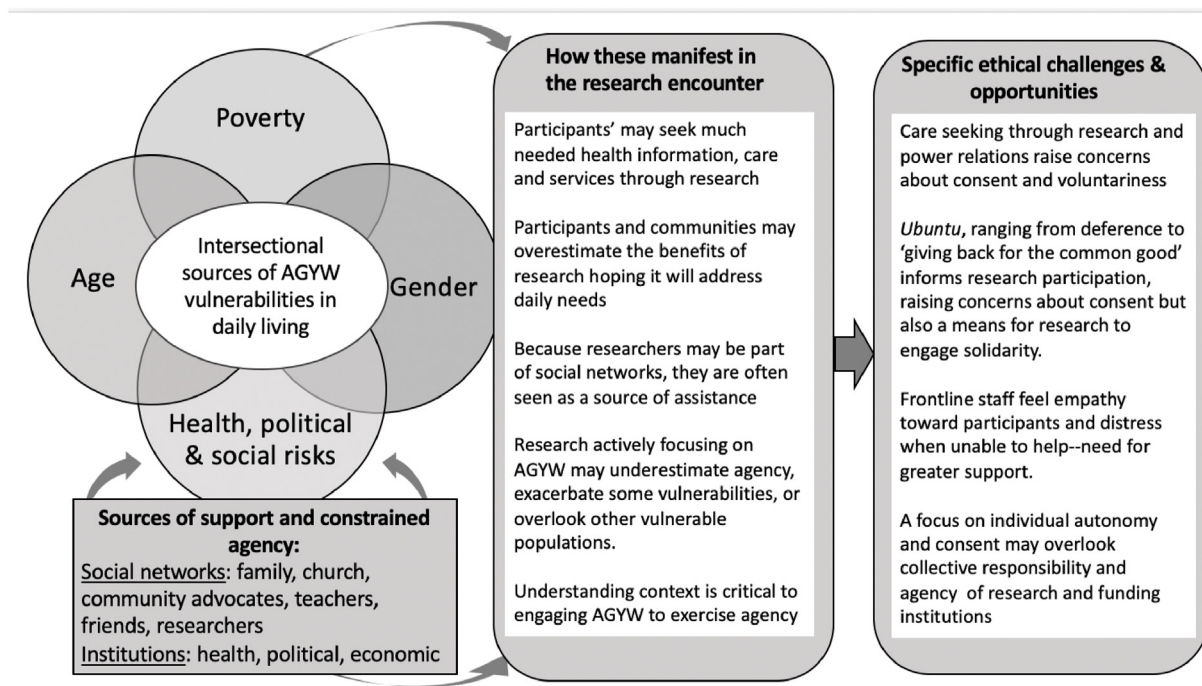 Poverty
Age
Intersectional
sources of AGYW
vulnerabilities in
daily living
Gender
Health, political
& social risks
Sources of support and constrained
agency:
Social networks: family, church,
community advocates, teachers,
friends, researchers
Institutions: health, political, economic
How these manifest in
the research encounter
Participants’ may seek much
needed health information, care
and services through research
Participants and communities may
overestimate the benefits of
research hoping it will address
daily needs
Because researchers may be part
of social networks, they are often
seen as a source of assistance
Research actively focusing on
AGYW may underestimate agency,
exacerbate some vulnerabilities, or
overlook other vulnerable
populations.
Understanding context is critical to
engaging AGYW to exercise agency
Specific ethical challenges &
opportunities
Care seeking through research and
power relations raise concerns
about consent and voluntariness
Ubuntu, ranging from deference to
‘giving back for the common good’
informs research participation,
raising concerns about consent but
also a means for research to
engage solidarity.
Frontline staff feel empathy
toward participants and distress
when unable to help--need for
greater support.
A focus on individual autonomy
and consent may overlook
collective responsibility and
agency of research and funding
institutions